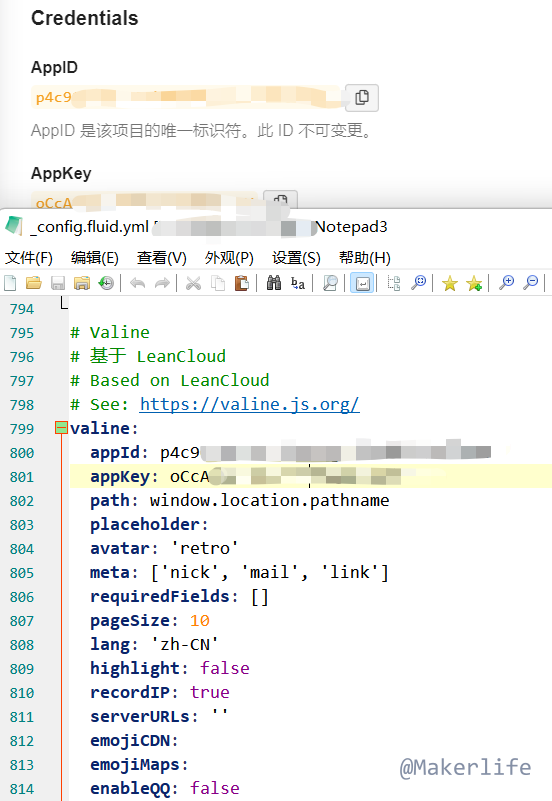 Credentials
AppID
p4c9
AppID 是该项目的唯一标识符。此 ID 不可变更。
AppKey
oCcA
_config.fluid.yml Notepad3
文件(F) 编辑(E) 查看(V) 外观(P) 设置(S) 帮助(H)
794
795 # Valine
796 # 基于 LeanCloud
797 # Based on LeanCloud
798 # See: https://valine.js.org/
799 valine:
800 appId: p4c9
801 appKey: oCcA
802 path: window.location.pathname
803 placeholder:
804 avatar: 'retro'
805 meta: ['nick', 'mail', 'link']
806 requiredFields: []
807 pageSize: 10
808 lang: 'zh-CN'
809 highlight: false
810 recordIP: true
811 serverURLs: ''
812 emojiCDN:
813 emojiMaps:
814 enableQQ: false
@Makerlife